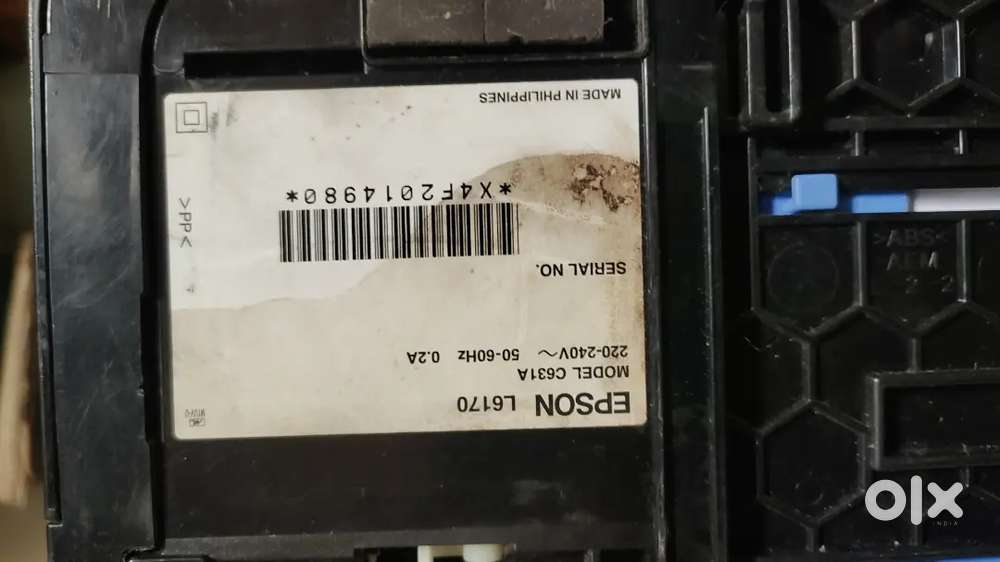 EPSON L6170
MODEL C631A
220-240V～ 50-60Hz 0.2A
SERIAL NO.
*X4F2014980*
MADE IN PHILIPPINES
>PP<
>ABS<
olx
INDIA